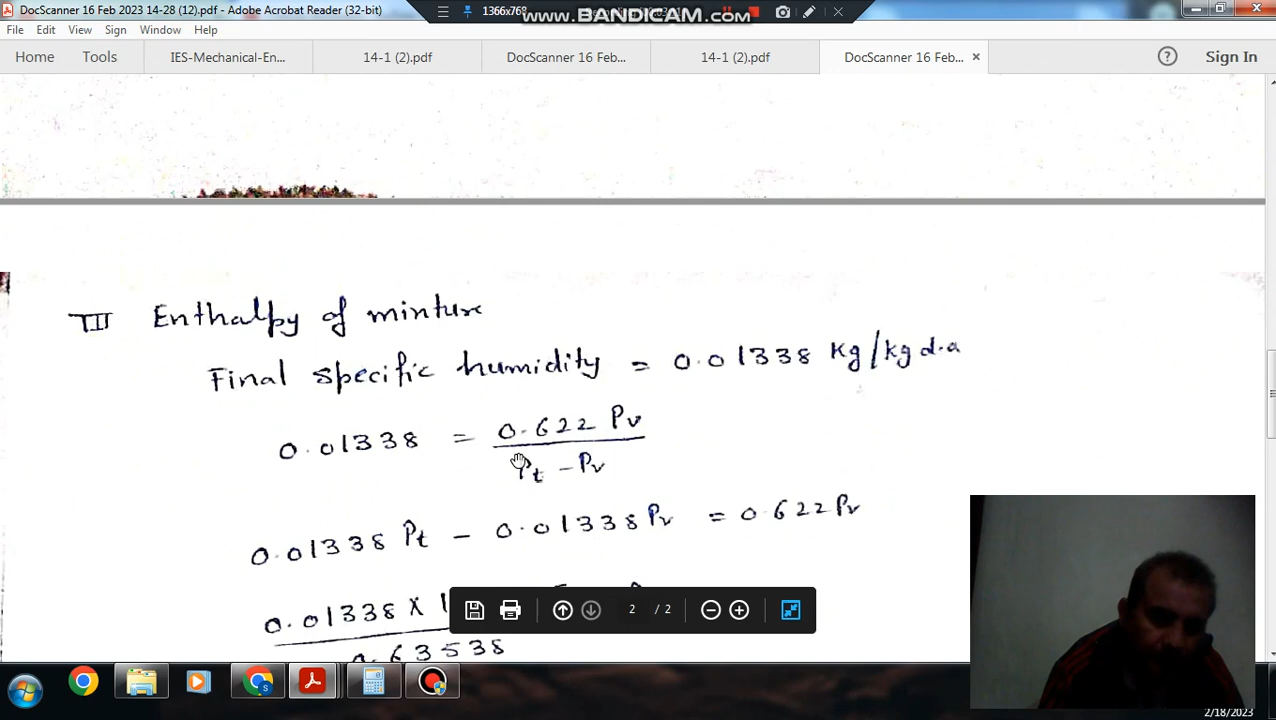 DocScanner 16 Feb 2023 14-28 (12).pdf - Adobe Acrobat Reader (32-bit)
1366x768
www.BANDICAM.com
File Edit View Sign Window Help
Home Tools IES-Mechanical-En... 14-1 (2).pdf DocScanner 16 Feb... 14-1 (2).pdf DocScanner 16 Feb... × ? Sign In
III Enthalpy of minture
Final specific humidity = 0.01338 Kg/kg d.a
0.01338 = 0.622 Pv
Pt - Pv
0.01338 Pt - 0.01338 Pv = 0.622 Pv
0.01338 X 1
0.63538
2 / 2
2/18/2023